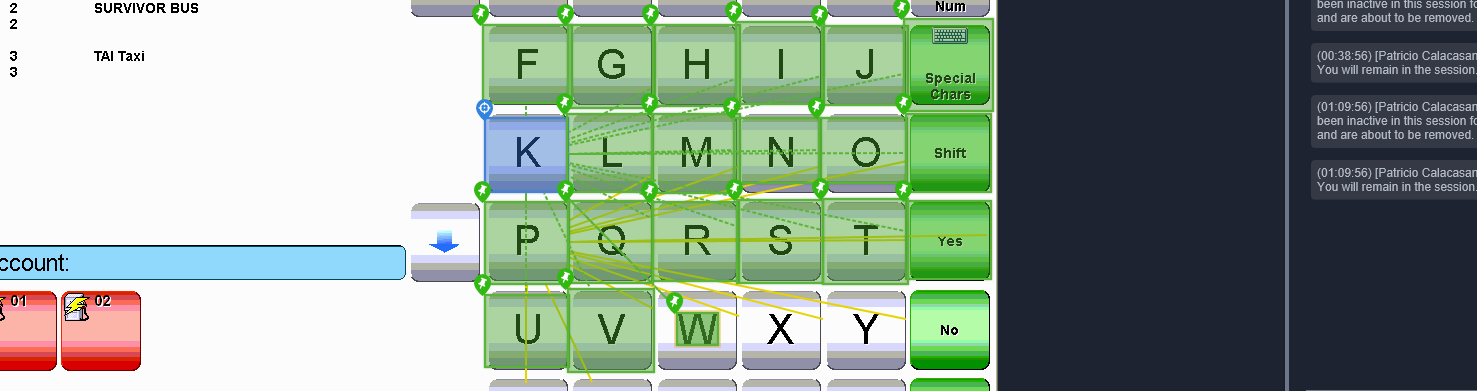 2 SURVIVOR BUS
2
3 TAI Taxi
3
Num
F G H I J Special Chars
K L M N O Shift
P Q R S T Yes
ccount:
01 02
U V W X Y No
been inactive in this session fo
and are about to be removed.
(00:38:56) [Patricio Calacasan
You will remain in the session.
(01:09:56) [Patricio Calacasan
been inactive in this session fo
and are about to be removed.
(01:09:56) [Patricio Calacasan
You will remain in the session.